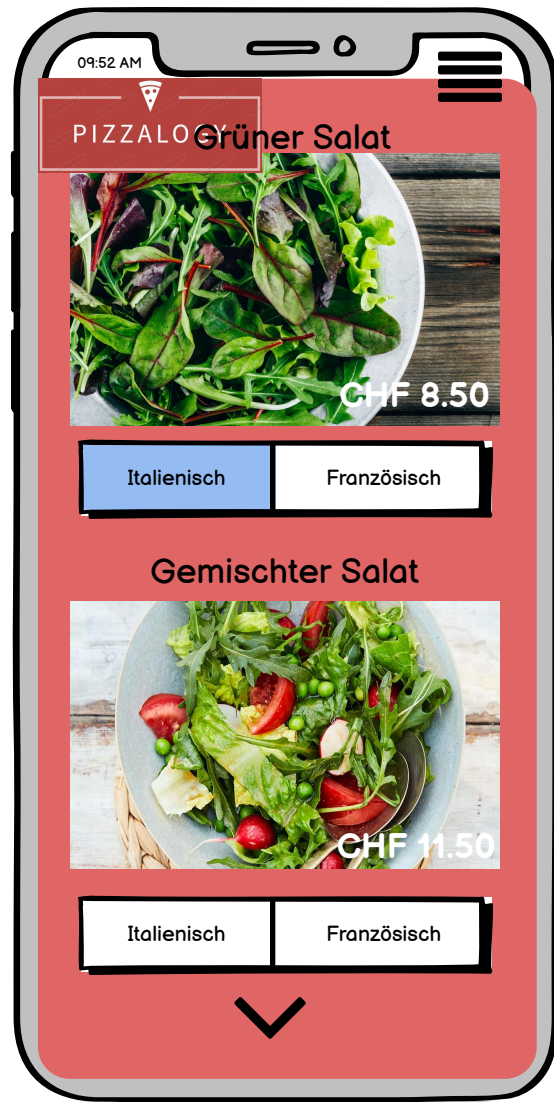 09:52 AM
PIZZALOGY
Grüner Salat
CHF 8.50
Italienisch Französisch
Gemischter Salat
CHF 11.50
Italienisch Französisch